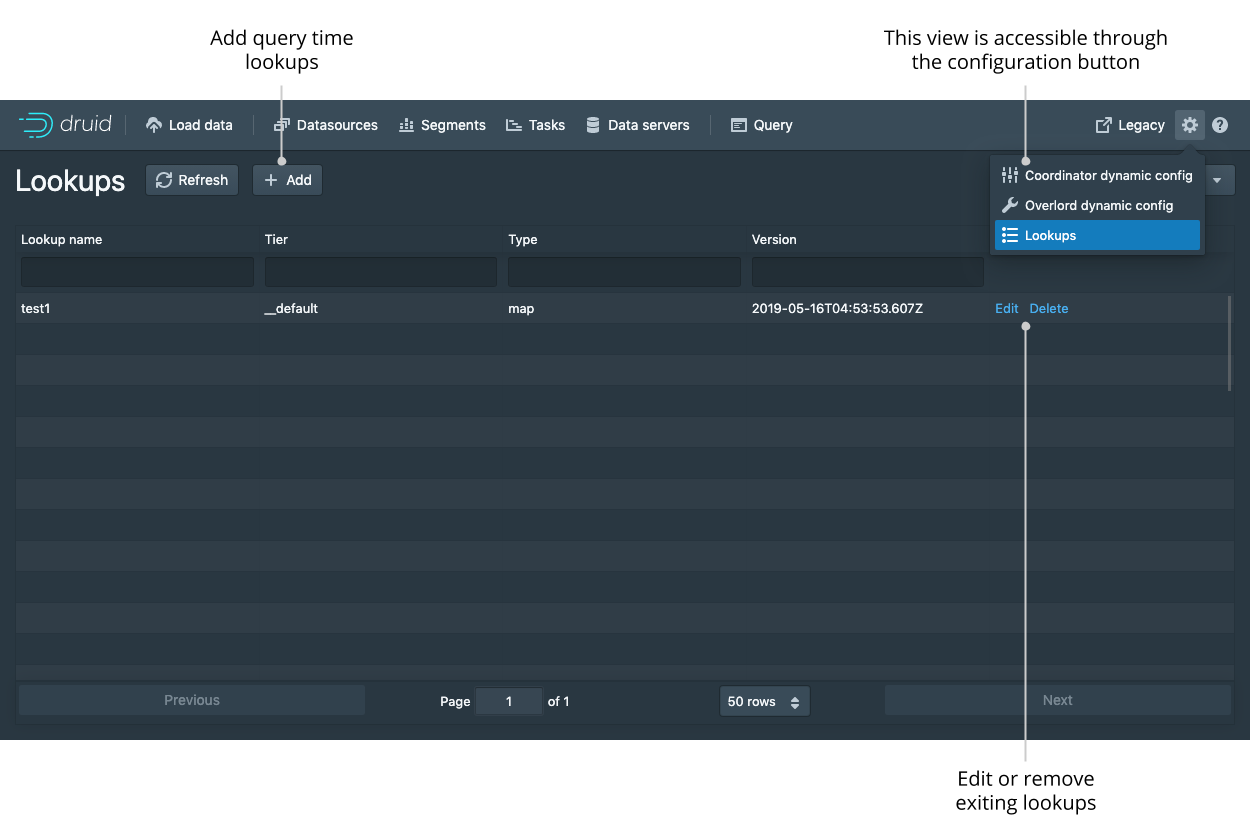 Add query time
lookups
This view is accessible through
the configuration button
druid Load data Datasources Segments Tasks Data servers Query Legacy
Lookups Refresh Add
Coordinator dynamic config
Overlord dynamic config
Lookups
Lookup name Tier Type Version
test1 __default map 2019-05-16T04:53:53.607Z Edit Delete
Previous Page 1 of 1 50 rows Next
Edit or remove
exiting lookups